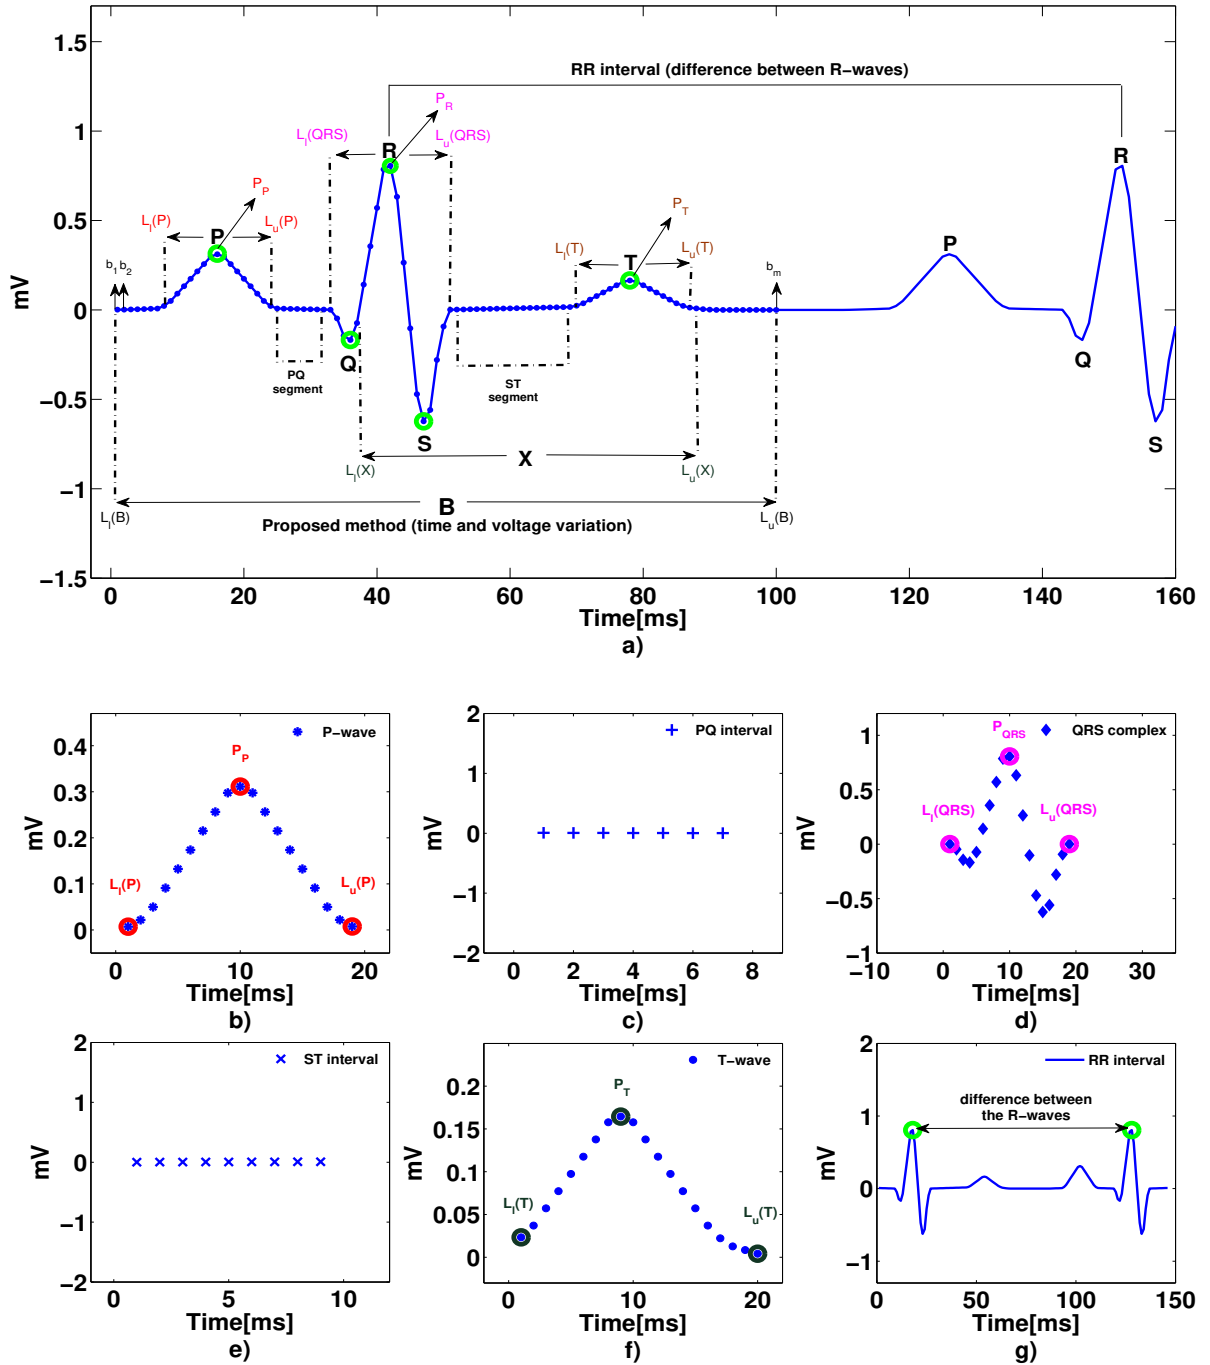 1.5
RR interval (difference between R−waves)
P_R
1
L_l(QRS)
L_u(QRS)
R
R
0.5
P_P
P_T
L_l(P)
P
L_u(P)
L_l(T)
T
L_u(T)
P
b_1 b_2
b_m
mV
0
Q
PQ
segment
ST
segment
Q
−0.5
S
S
L_l(X)
X
L_u(X)
−1
L_l(B)
B
L_u(B)
Proposed method (time and voltage variation)
−1.5
0 20 40 60 80 100 120 140 160
Time[ms]
a)
P−wave
P_P
L_l(P)
L_u(P)
mV
0.4
0.3
0.2
0.1
0
0 10 20
Time[ms]
b)
PQ interval
mV
2
1
0
−1
−2
0 2 4 6 8
Time[ms]
c)
P_QRS
QRS complex
L_l(QRS)
L_u(QRS)
mV
1
0.5
0
−0.5
−1
−10 0 10 20 30
Time[ms]
d)
ST interval
mV
2
1
0
−1
−2
0 5 10
Time[ms]
e)
T−wave
P_T
L_l(T)
L_u(T)
mV
0.2
0.15
0.1
0.05
0
0 10 20
Time[ms]
f)
RR interval
difference between
the R−waves
mV
2
1
0
−1
0 50 100 150
Time[ms]
g)